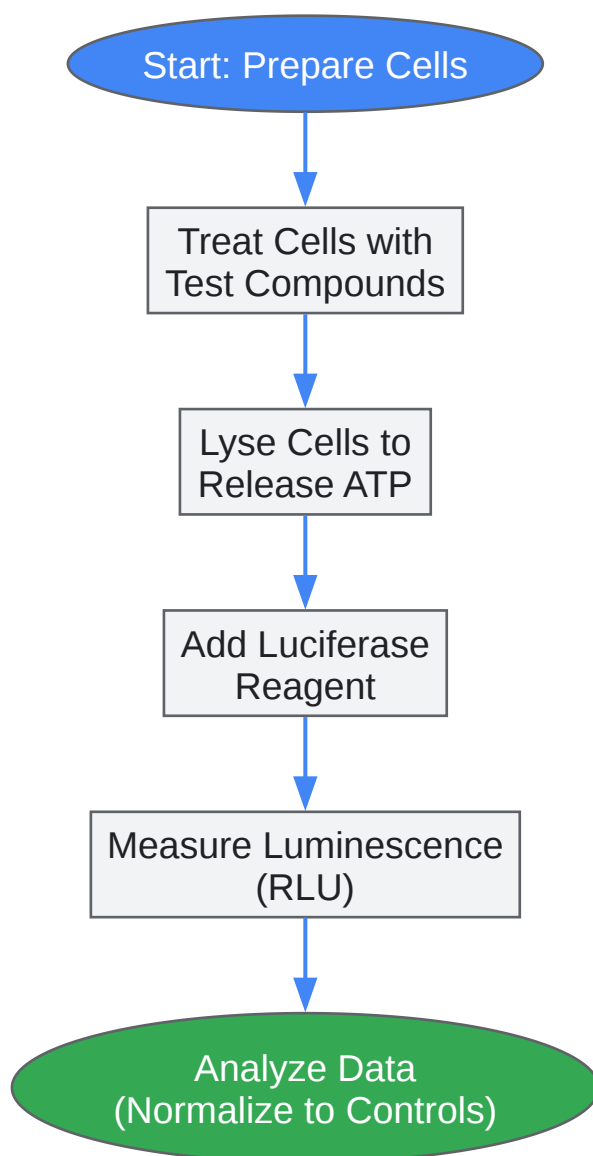 Start: Prepare Cells
Treat Cells with
Test Compounds
Lyse Cells to
Release ATP
Add Luciferase
Reagent
Measure Luminescence
(RLU)
Analyze Data
(Normalize to Controls)